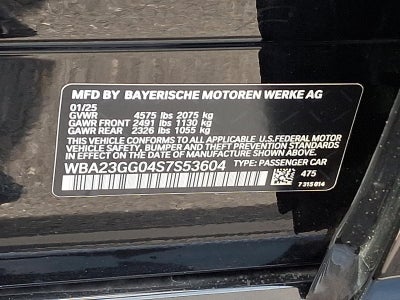 MFD BY BAYERISCHE MOTOREN WERKE AG
01/25
GVWR 4575 lbs 2075 kg
GAWR FRONT 2491 lbs 1130 kg
GAWR REAR 2326 lbs 1055 kg
THIS VEHICLE CONFORMS TO ALL APPLICABLE U.S.FEDERAL MOTOR
VEHICLE SAFETY BUMPER AND THEFT PREVENTION STANDARDS
IN EFFECT ON THE DATE OF MANUFACTURE SHOWN ABOVE.
WBA23GG04S7S53604 TYPE: PASSENGER CAR
475
7 315 014